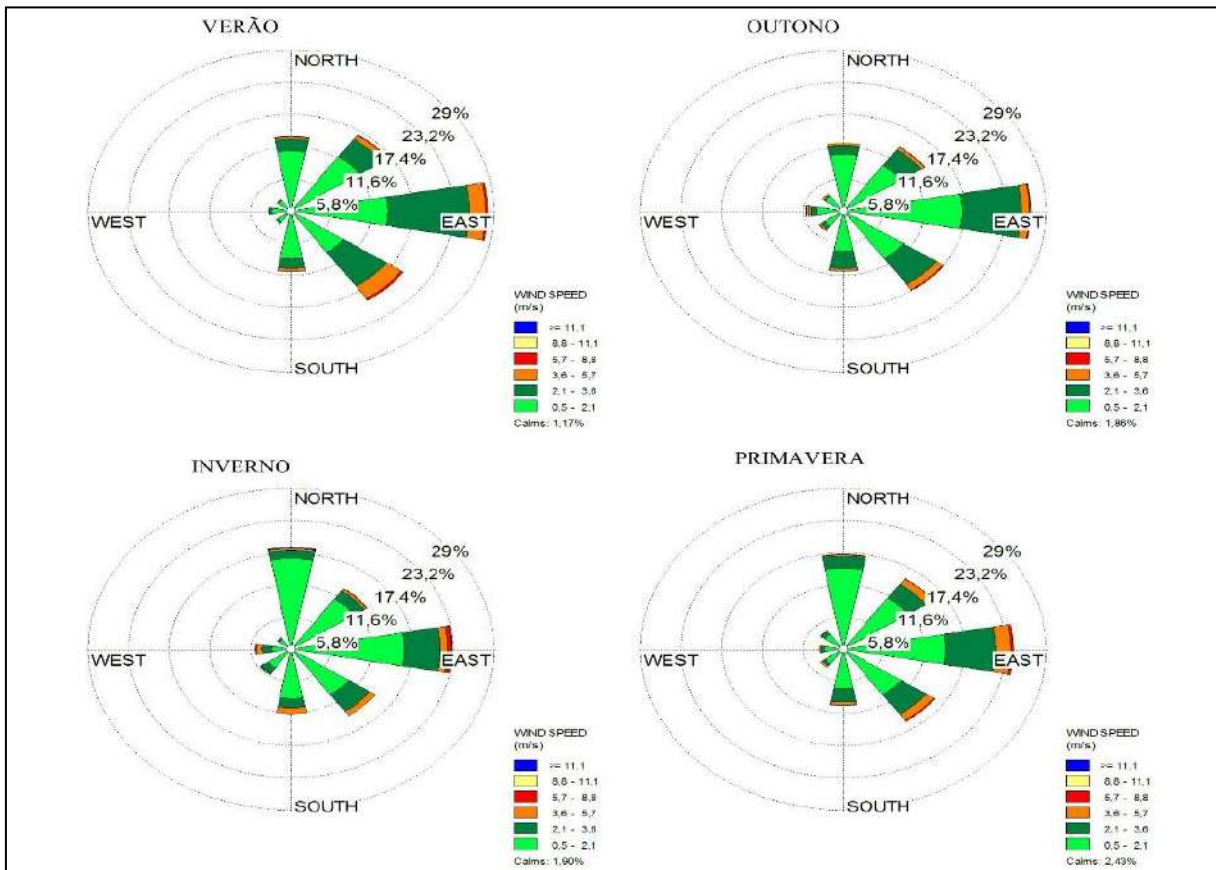 VERÃO
NORTH
29%
23,2%
17,4%
11,6%
5,8%
WEST
EAST
SOUTH
WIND SPEED
(m/s)
>= 11,1
8,8 - 11,1
5,7 - 8,8
3,6 - 5,7
2,1 - 3,6
0,5 - 2,1
Calms: 1,17%
OUTONO
NORTH
29%
23,2%
17,4%
11,6%
5,8%
WEST
EAST
SOUTH
WIND SPEED
(m/s)
>= 11,1
8,8 - 11,1
5,7 - 8,8
3,6 - 5,7
2,1 - 3,6
0,5 - 2,1
Calms: 1,86%
INVERNO
NORTH
29%
23,2%
17,4%
11,6%
5,8%
WEST
EAST
SOUTH
WIND SPEED
(m/s)
>= 11,1
8,8 - 11,1
5,7 - 8,8
3,6 - 5,7
2,1 - 3,6
0,5 - 2,1
Calms: 1,90%
PRIMAVERA
NORTH
29%
23,2%
17,4%
11,6%
5,8%
WEST
EAST
SOUTH
WIND SPEED
(m/s)
>= 11,1
8,8 - 11,1
5,7 - 8,8
3,6 - 5,7
2,1 - 3,6
0,5 - 2,1
Calms: 2,43%